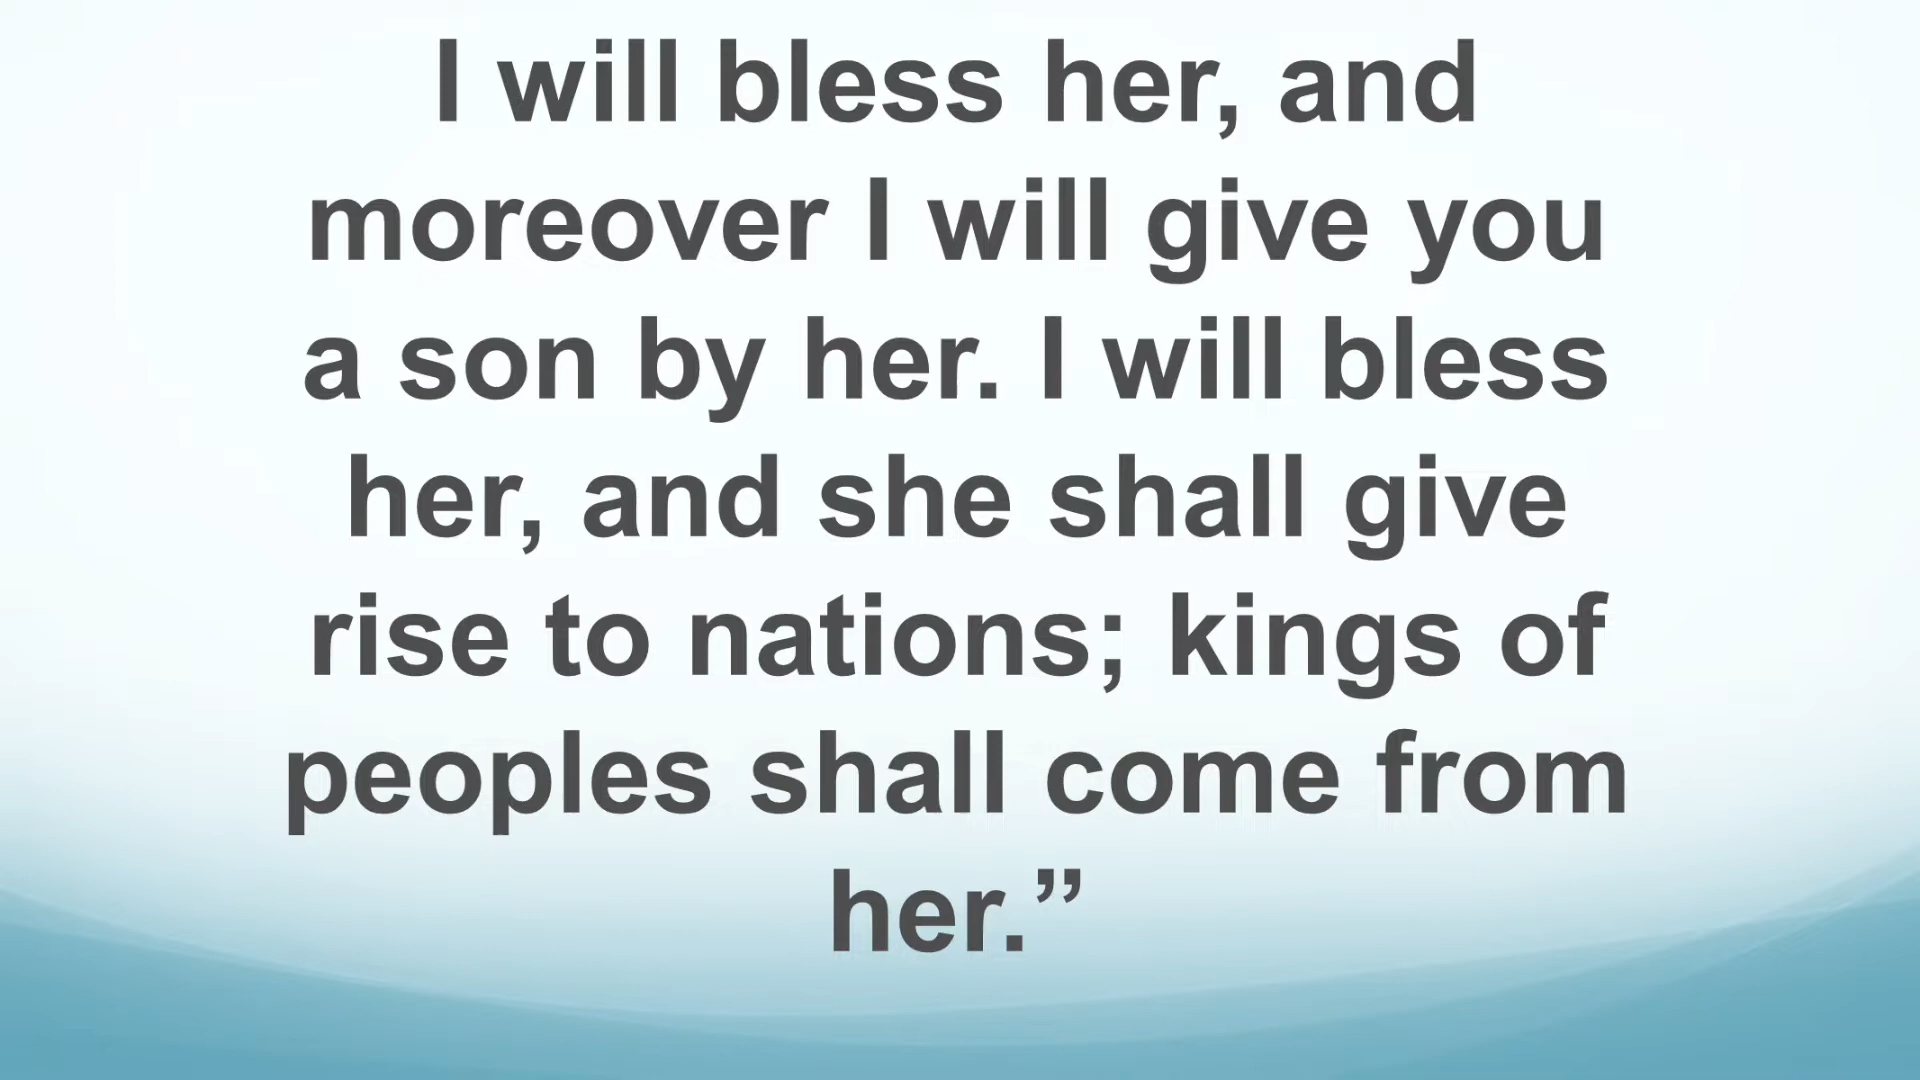 I will bless her, and
moreover I will give you
a son by her. I will bless
her, and she shall give
rise to nations; kings of
peoples shall come from
her.”